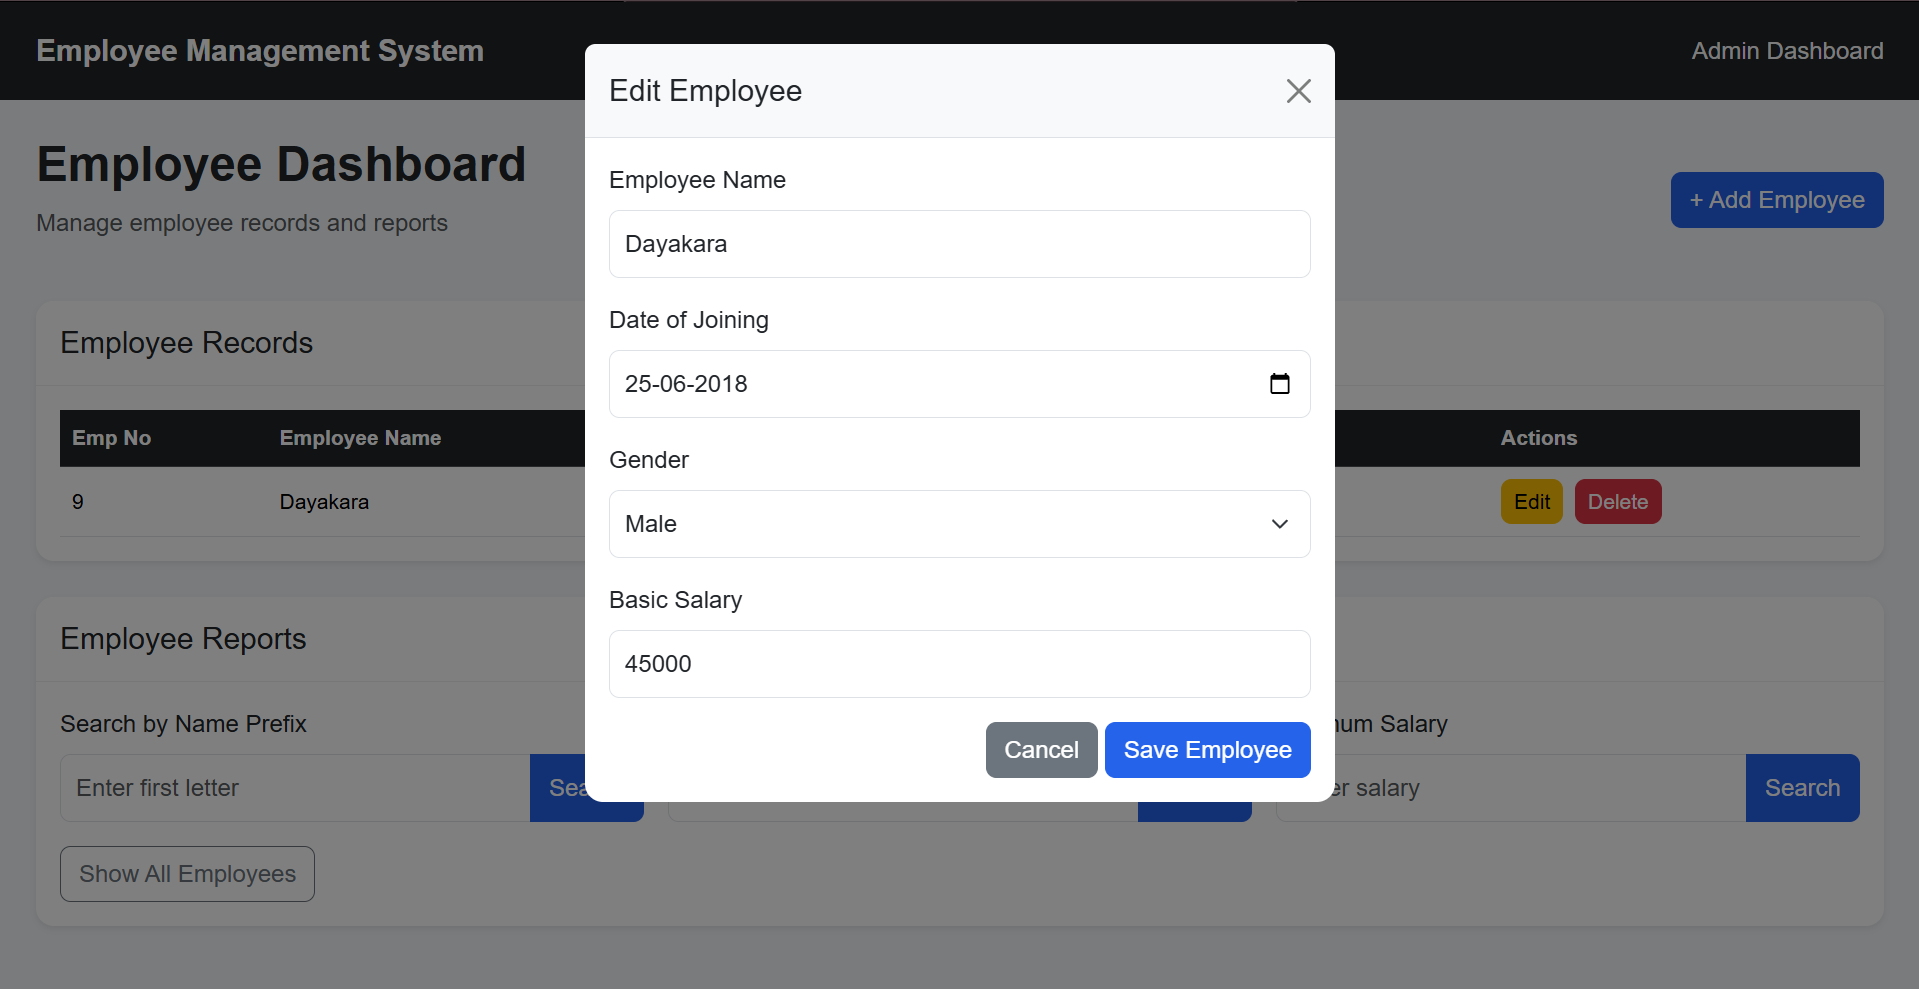 Employee Management System
Admin Dashboard
Employee Dashboard
Manage employee records and reports
+ Add Employee
Employee Records
Emp No Employee Name Actions
9 Dayakara Edit Delete
Employee Reports
Search by Name Prefix
Salary
Enter first letter
salary Search
Show All Employees
Edit Employee
Employee Name
Dayakara
Date of Joining
25-06-2018
Gender
Male
Basic Salary
45000
Cancel Save Employee